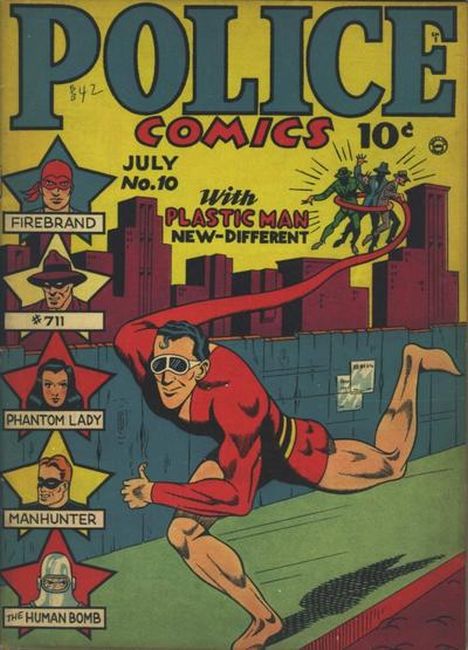 POLICE
COMICS 10¢
JULY
No. 10
With
PLASTIC MAN
NEW-DIFFERENT
FIREBRAND
#711
PHANTOM LADY
MANHUNTER
THE HUMAN BOMB